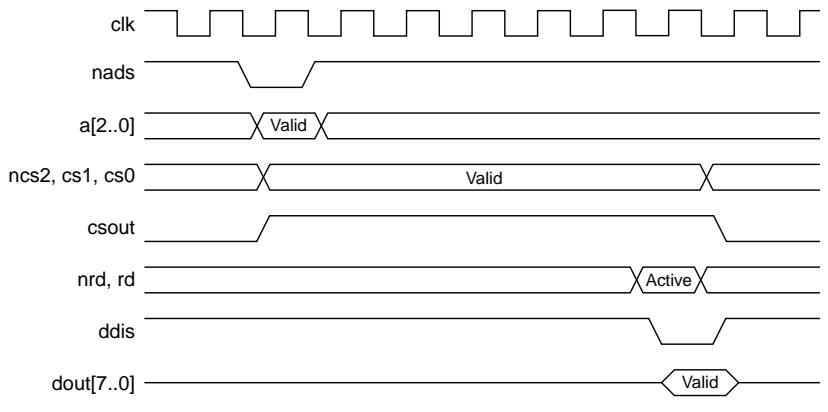 clk
nads
a[2..0] Valid
ncs2, cs1, cs0 Valid
csout
nrd, rd Active
ddis
dout[7..0] Valid